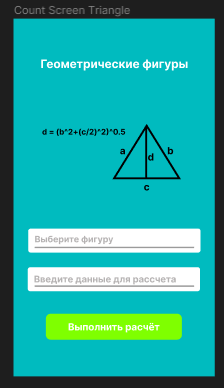 Count Screen Triangle
Геометрические фигуры
d = (b^2+(c/2)^2)^0.5
a
b
d
c
Выберите фигуру
Введите данные для рассчета
Выполнить расчёт